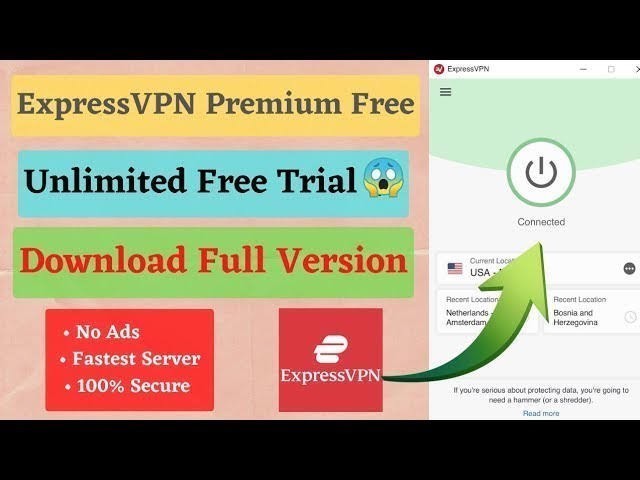 ExpressVPN Premium Free
Unlimited Free Trial
Download Full Version
• No Ads
• Fastest Server
• 100% Secure
ExpressVPN
ExpressVPN
Connected
Current Locat
USA -
Recent Location
Netherlands -
Amsterdam
Recent Location
Bosnia and
Herzegovina
If you're serious about protecting data, you're going to
need a hammer (or a shredder).
Read more